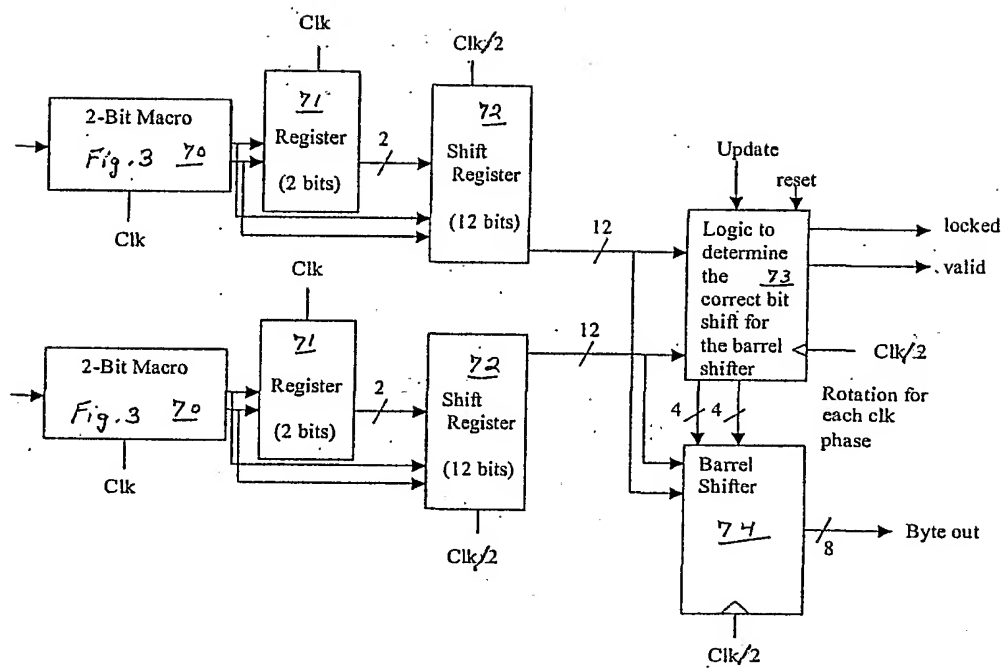 Clk
Clk/2
71
Register
(2 bits)
2-Bit Macro
Fig. 3 70
Clk
2
72
Shift
Register
(12 bits)
12
Update
reset
Logic to
determine
the 73
correct bit
shift for
the barrel
shifter
locked
valid
Clk/2
Clk
71
Register
(2 bits)
2-Bit Macro
Fig. 3 70
Clk
2
72
Shift
Register
(12 bits)
Clk/2
12
4
4
Rotation for
each clk
phase
Barrel
Shifter
74
8
Byte out
Clk/2